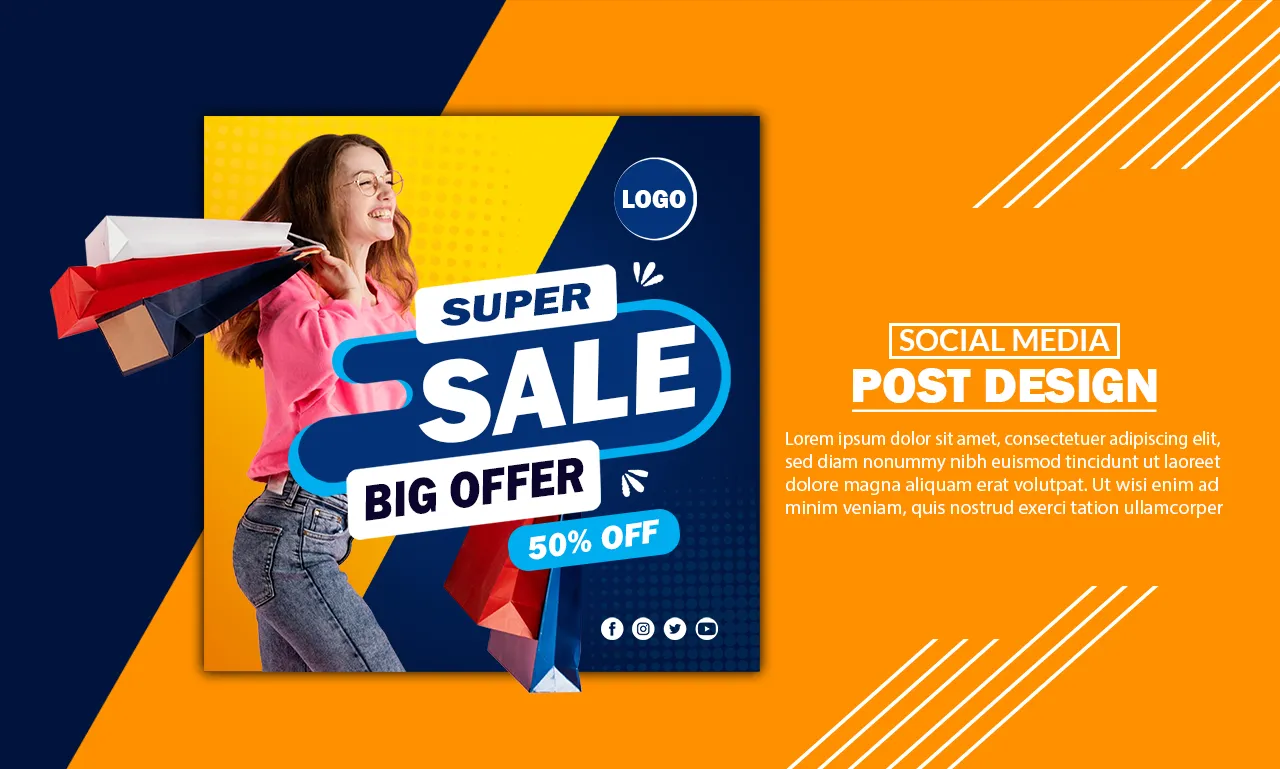 LOGO
SUPER
SALE
BIG OFFER
50% OFF
SOCIAL MEDIA
POST DESIGN
Lorem ipsum dolor sit amet, consectetuer adipiscing elit,
sed diam nonummy nibh euismod tincidunt ut laoreet
dolore magna aliquam erat volutpat. Ut wisi enim ad
minim veniam, quis nostrud exerci tation ullamcorper